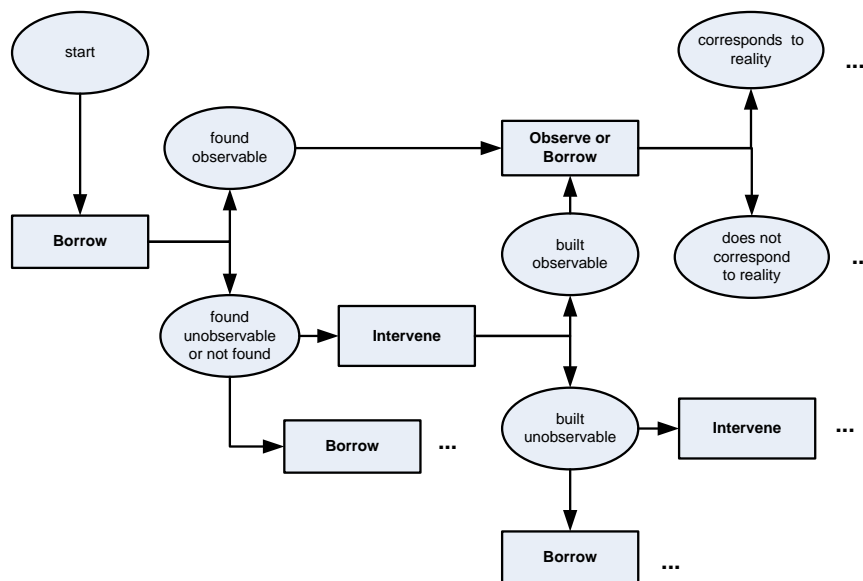 start
corresponds to
reality
...
found
observable
Observe or
Borrow
Borrow
built
observable
does not
correspond
to reality
...
found
unobservable
or not found
Intervene
built
unobservable
Intervene
...
Borrow
...
Borrow
...